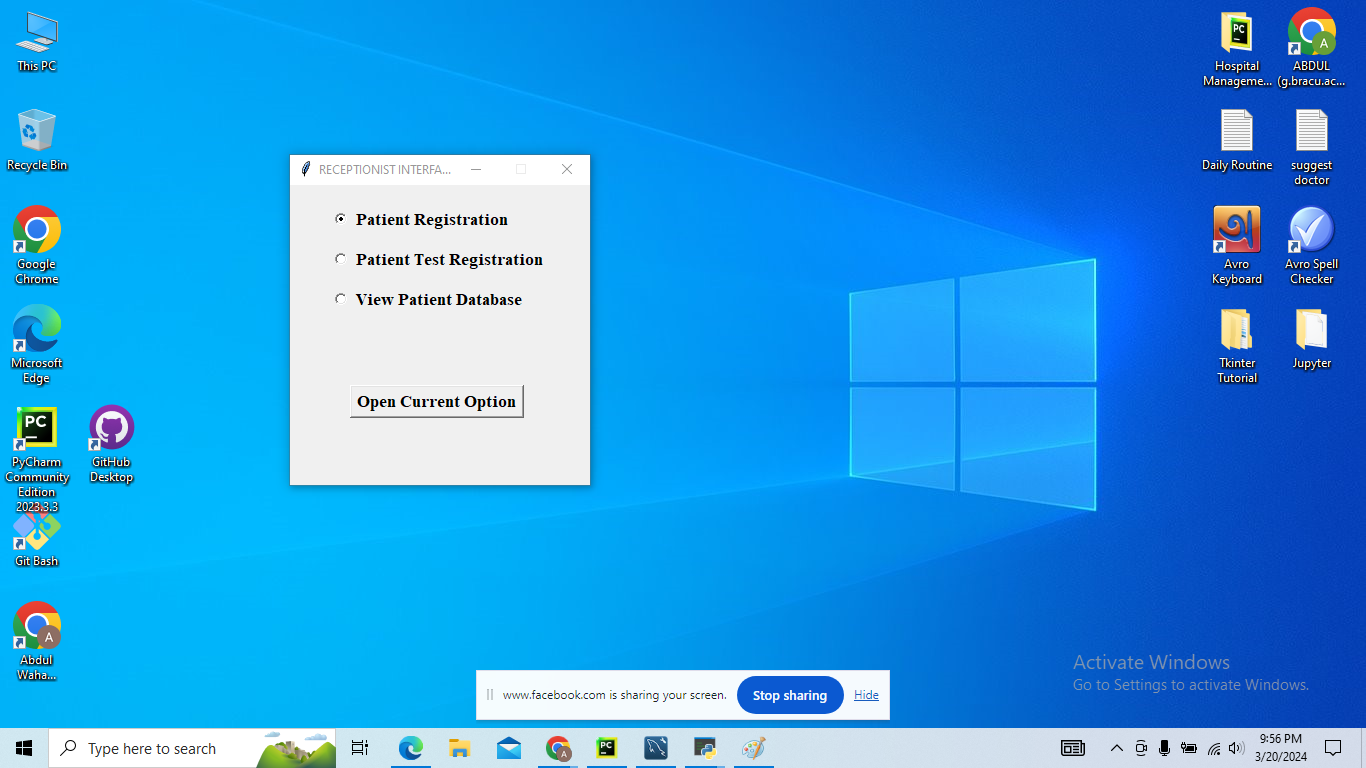 This PC
Recycle Bin
Google
Chrome
Microsoft
Edge
PC
PyCharm
Community
Edition
2023.3.3
GitHub
Desktop
Git Bash
A
Abdul
Waha...
RECEPTIONIST INTERFA...
Patient Registration
Patient Test Registration
View Patient Database
Open Current Option
PC
Hospital
Manageme...
A
ABDUL
(g.bracu.ac...
Daily Routine
suggest
doctor
অ
Avro
Keyboard
Avro Spell
Checker
Tkinter
Tutorial
Jupyter
Activate Windows
Go to Settings to activate Windows.
www.facebook.com is sharing your screen.
Stop sharing
Hide
Type here to search
A
PC
9:56 PM
3/20/2024